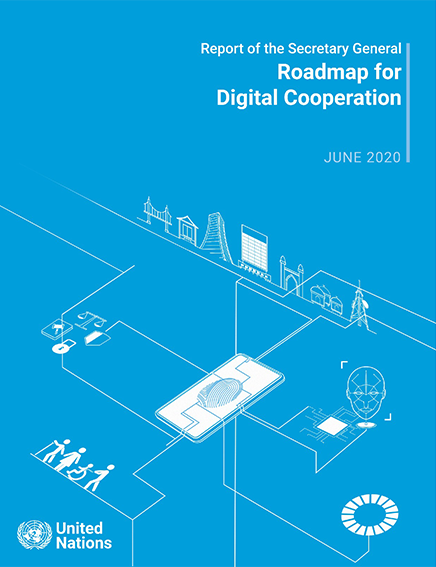 Report of the Secretary General
Roadmap for
Digital Cooperation
JUNE 2020
United
Nations